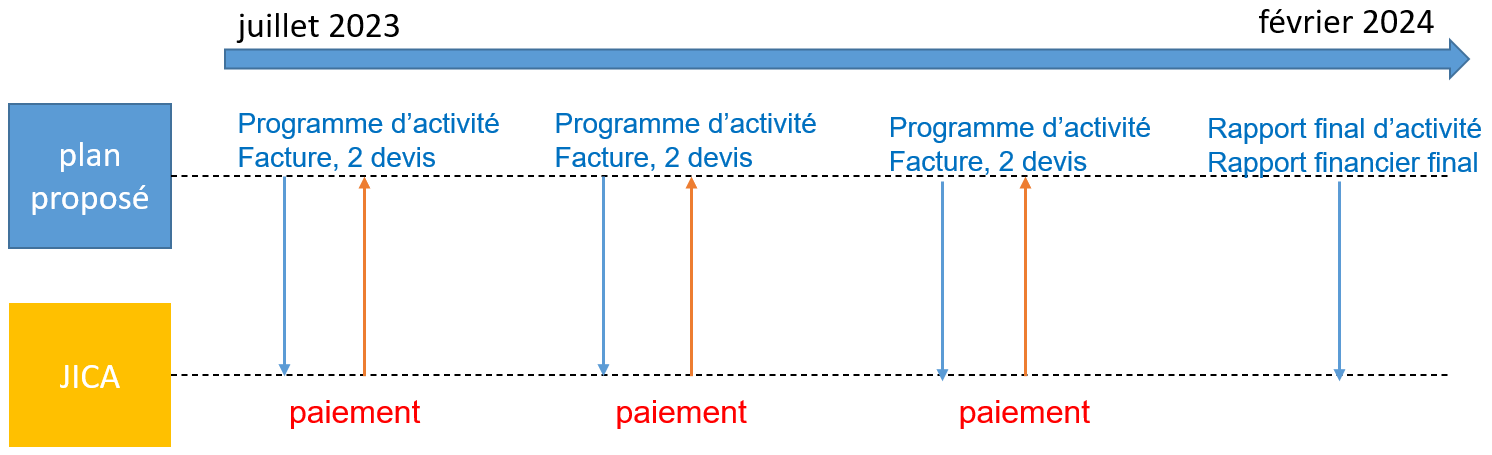 juillet 2023
février 2024
plan
proposé
Programme d’activité
Facture, 2 devis
Programme d’activité
Facture, 2 devis
Programme d’activité
Facture, 2 devis
Rapport final d’activité
Rapport financier final
JICA
paiement
paiement
paiement